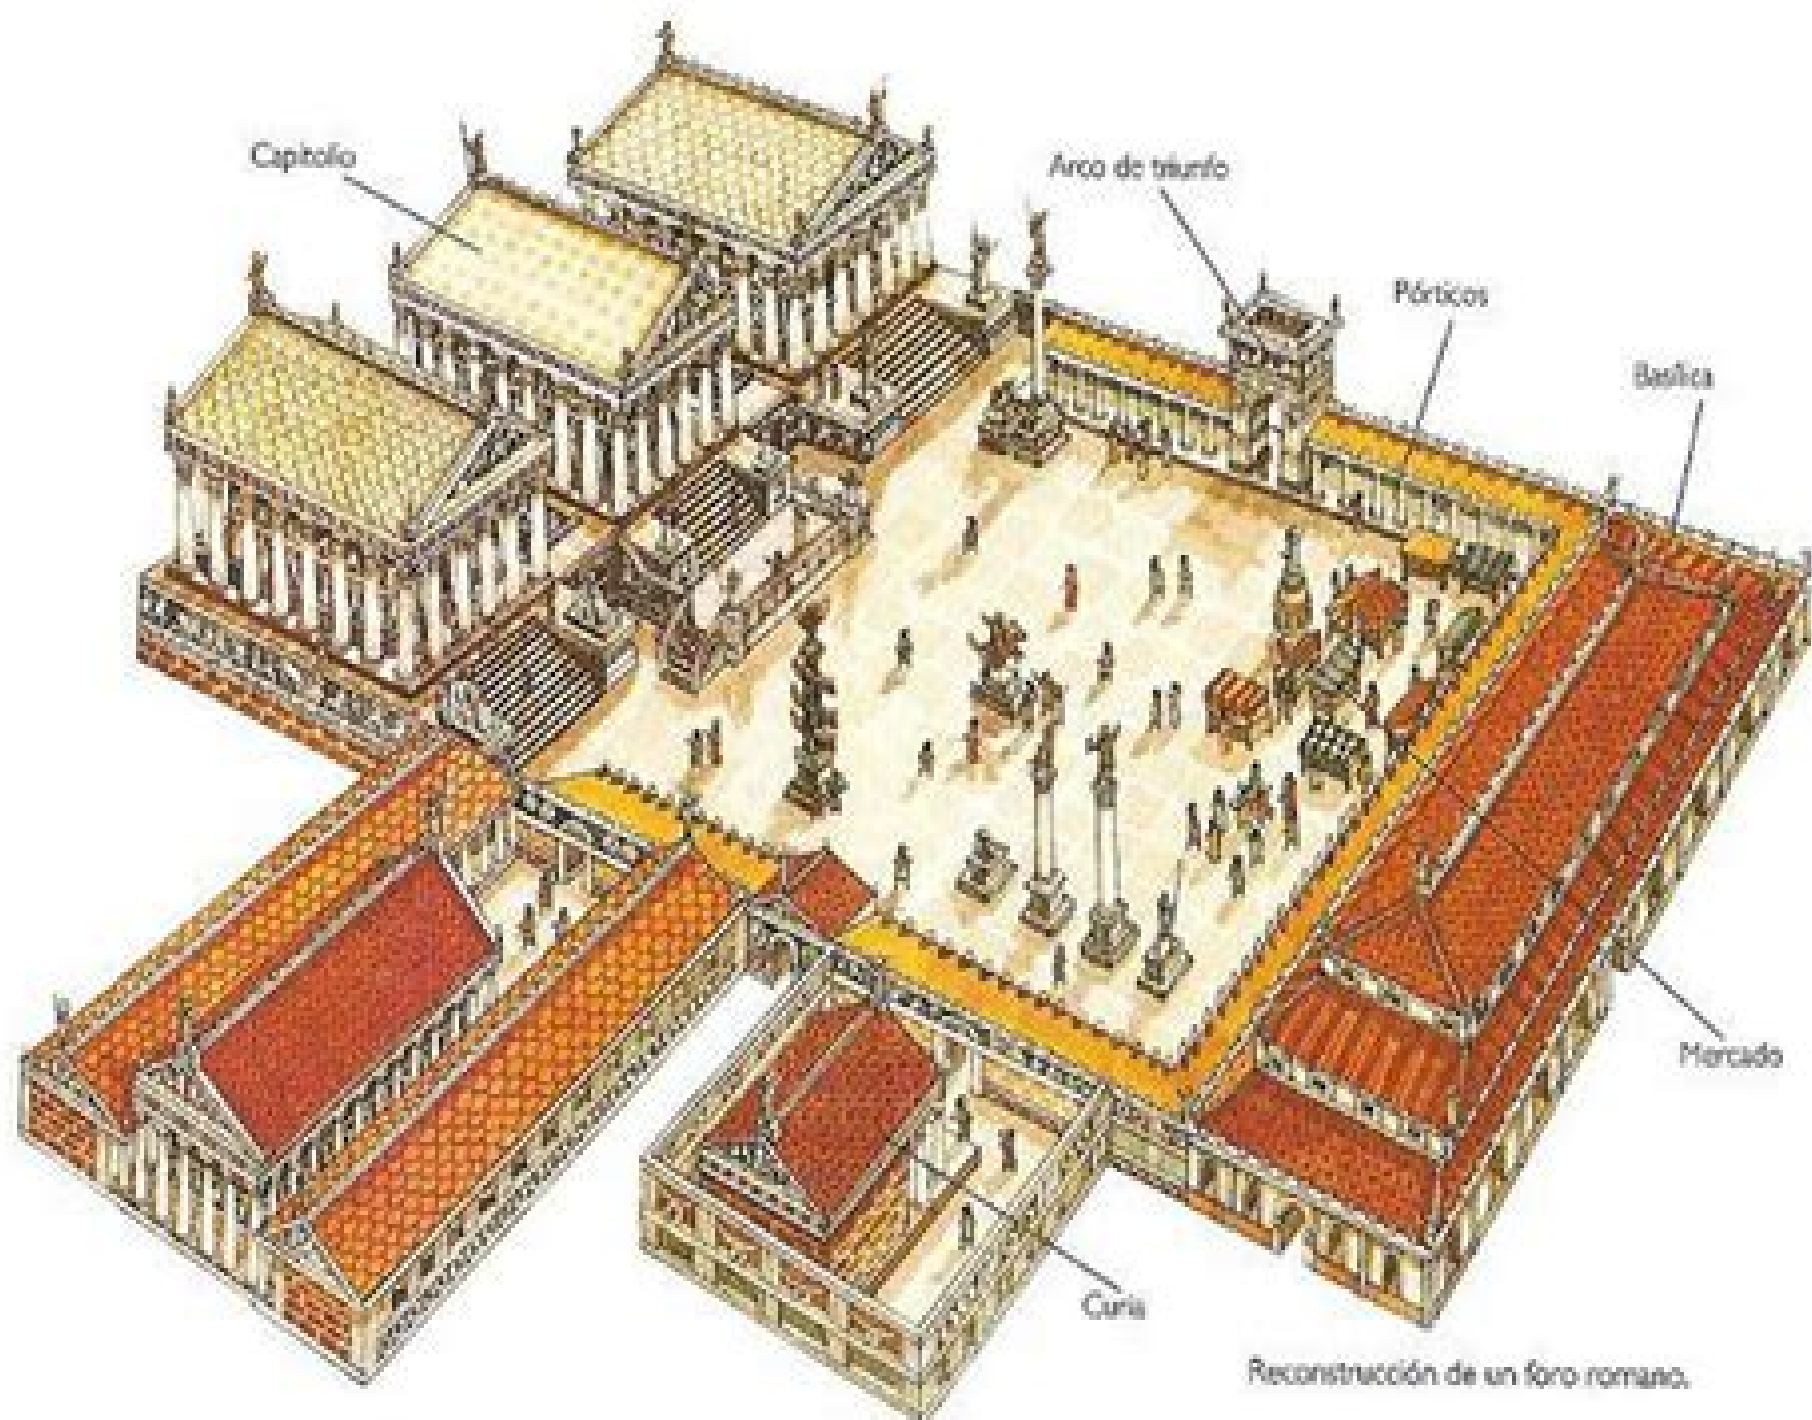 Capitolio
Arco de triunfo
Pórticos
Basílica
Mercado
Curia
Reconstrucción de un foro romano.